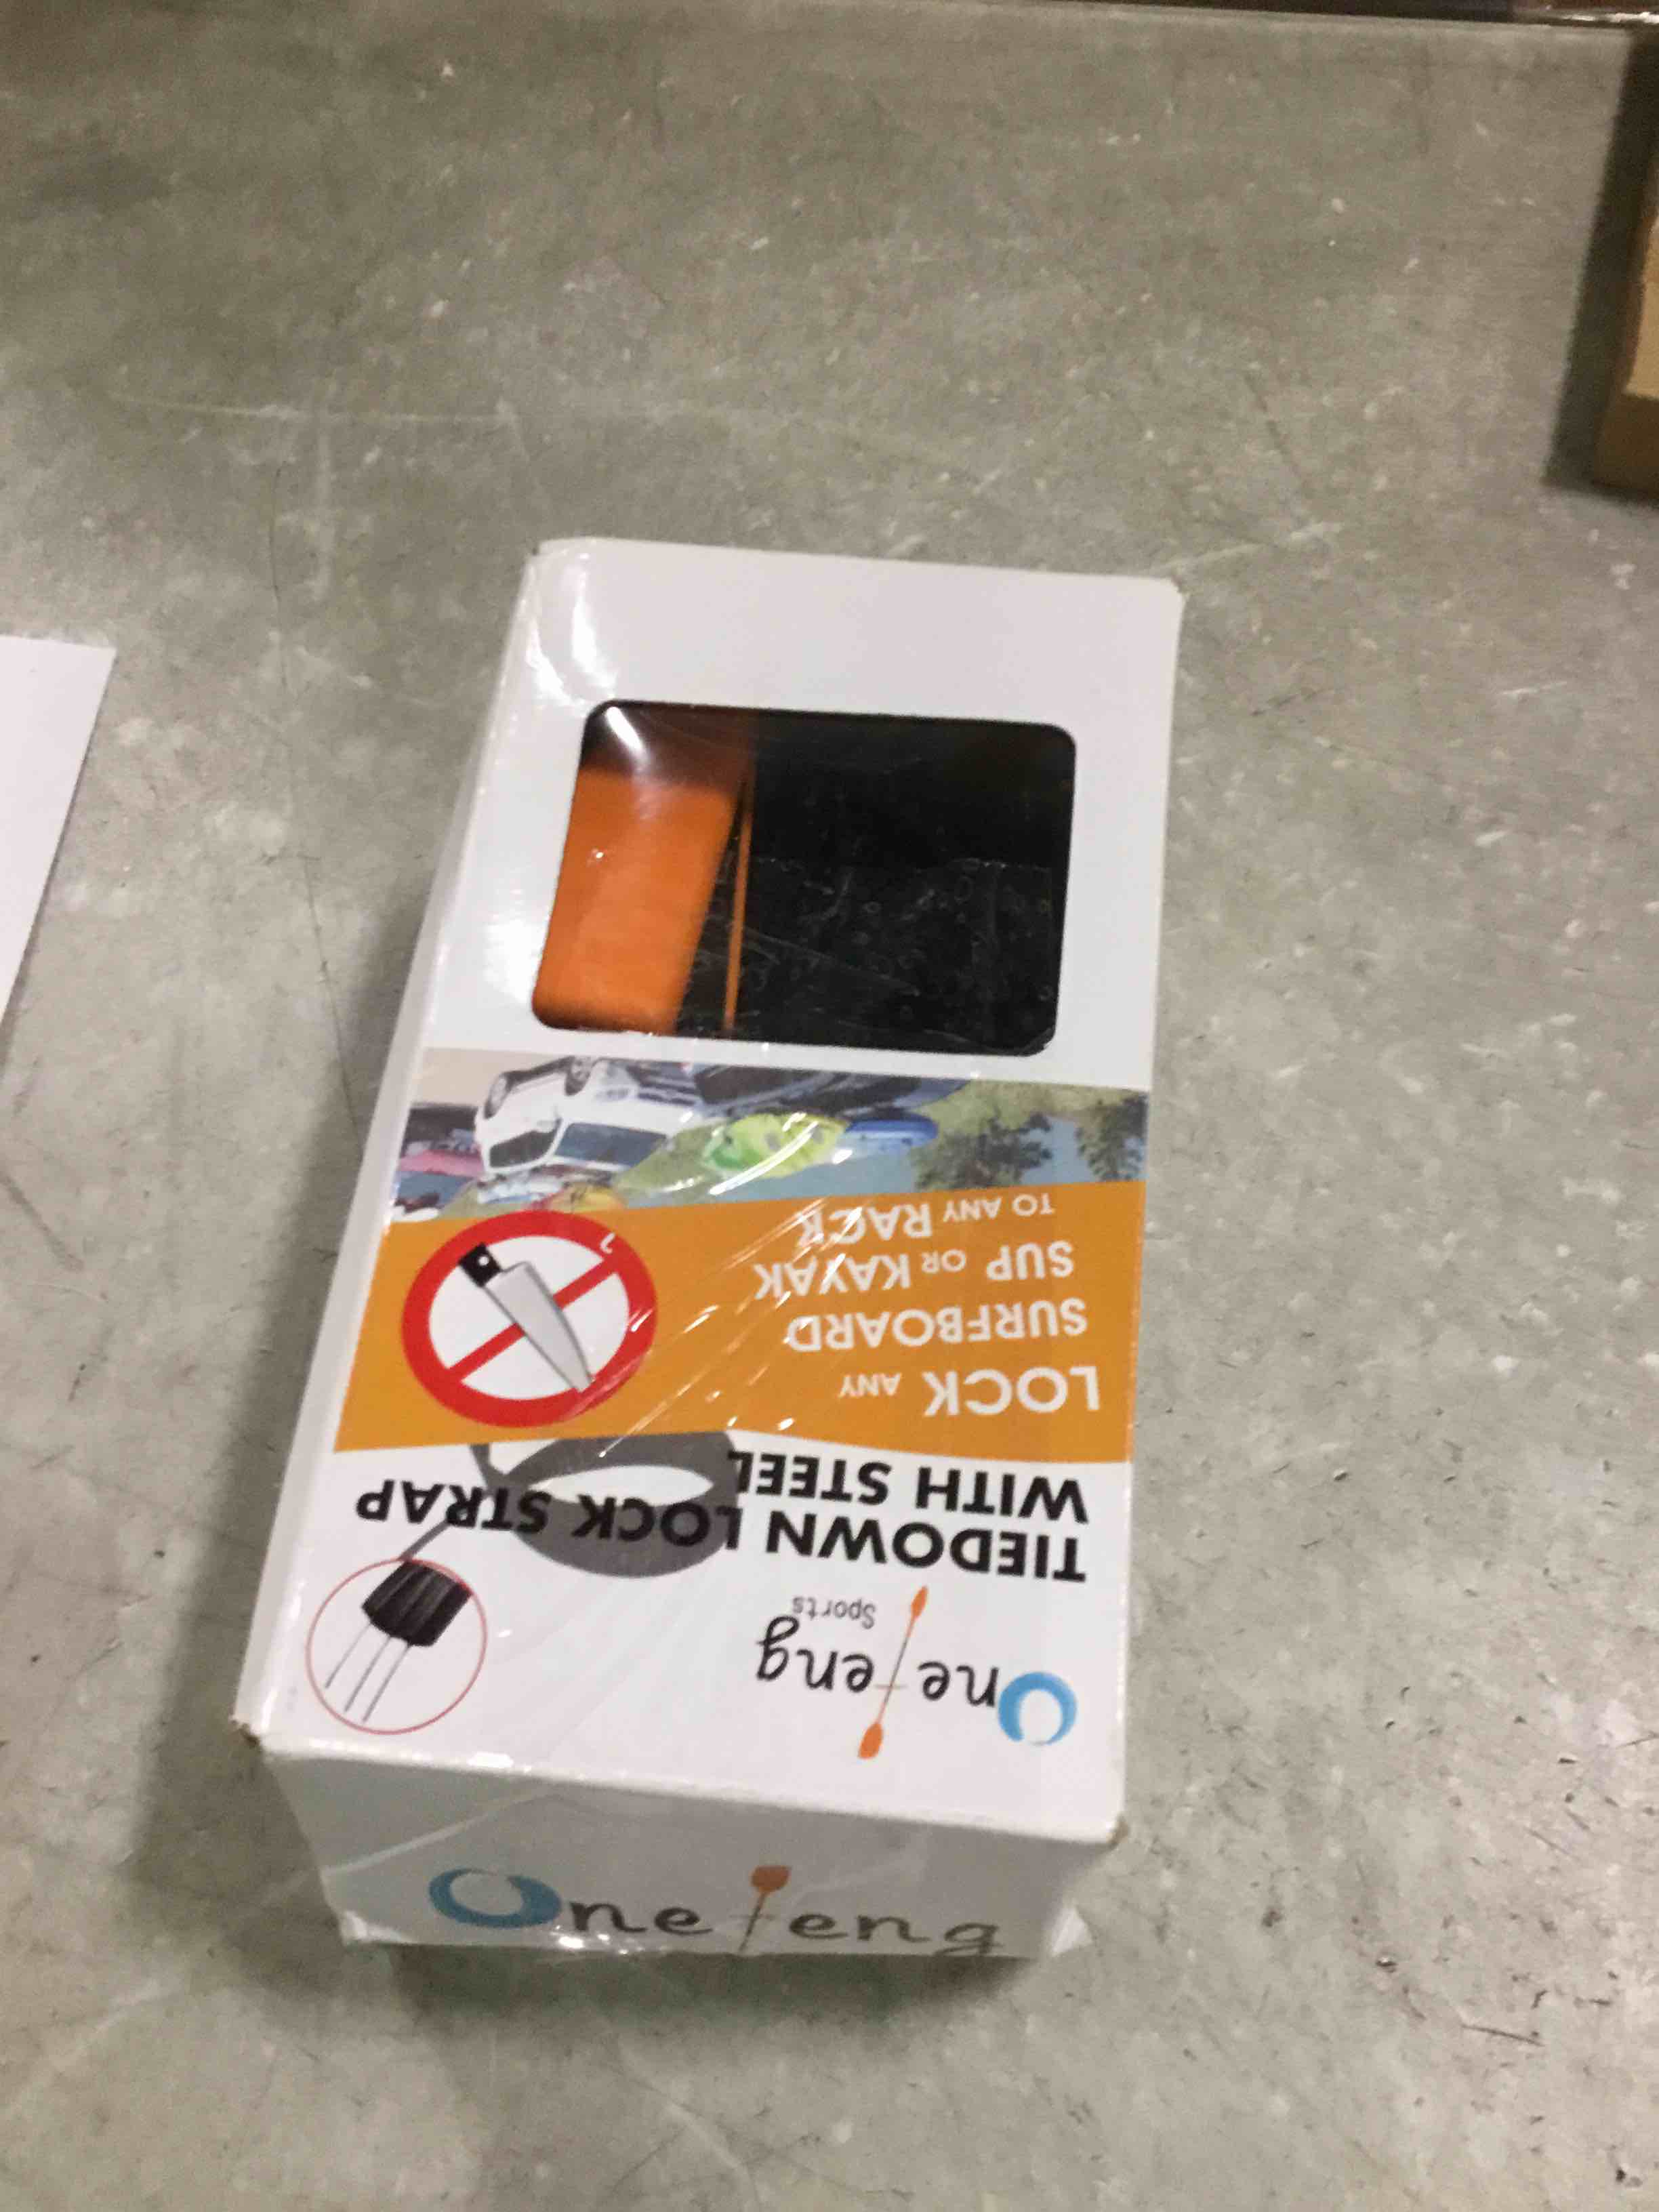 Onefeng
Sports
TIEDOWN LOCK STRAP
WITH STEEL
LOCK ANY
SURFBOARD
SUP OR KAYAK
TO ANY RACK
Onefeng